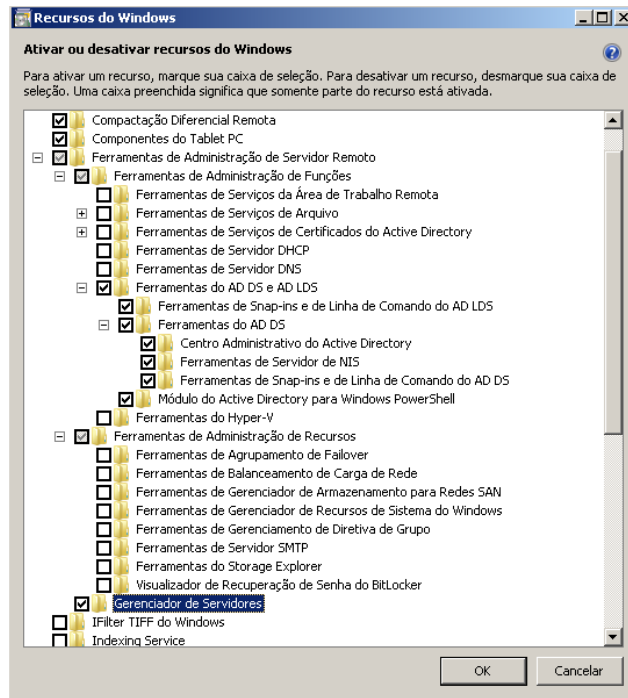 Recursos do Windows
Ativar ou desativar recursos do Windows
Para ativar um recurso, marque sua caixa de seleção. Para desativar um recurso, desmarque sua caixa de
seleção. Uma caixa preenchida significa que somente parte do recurso está ativada.
Compactação Diferencial Remota
Componentes do Tablet PC
Ferramentas de Administração de Servidor Remoto
Ferramentas de Administração de Funções
Ferramentas de Serviços da Área de Trabalho Remota
Ferramentas de Serviços de Arquivo
Ferramentas de Serviços de Certificados do Active Directory
Ferramentas de Servidor DHCP
Ferramentas de Servidor DNS
Ferramentas do AD DS e AD LDS
Ferramentas de Snap-ins e de Linha de Comando do AD LDS
Ferramentas do AD DS
Centro Administrativo do Active Directory
Ferramentas de Servidor de NIS
Ferramentas de Snap-ins e de Linha de Comando do AD DS
Módulo do Active Directory para Windows PowerShell
Ferramentas do Hyper-V
Ferramentas de Administração de Recursos
Ferramentas de Agrupamento de Failover
Ferramentas de Balanceamento de Carga de Rede
Ferramentas de Gerenciador de Armazenamento para Redes SAN
Ferramentas de Gerenciador de Recursos de Sistema do Windows
Ferramentas de Gerenciamento de Diretiva de Grupo
Ferramentas de Servidor SMTP
Ferramentas do Storage Explorer
Visualizador de Recuperação de Senha do BitLocker
Gerenciador de Servidores
IFilter TIFF do Windows
Indexing Service
OK Cancelar